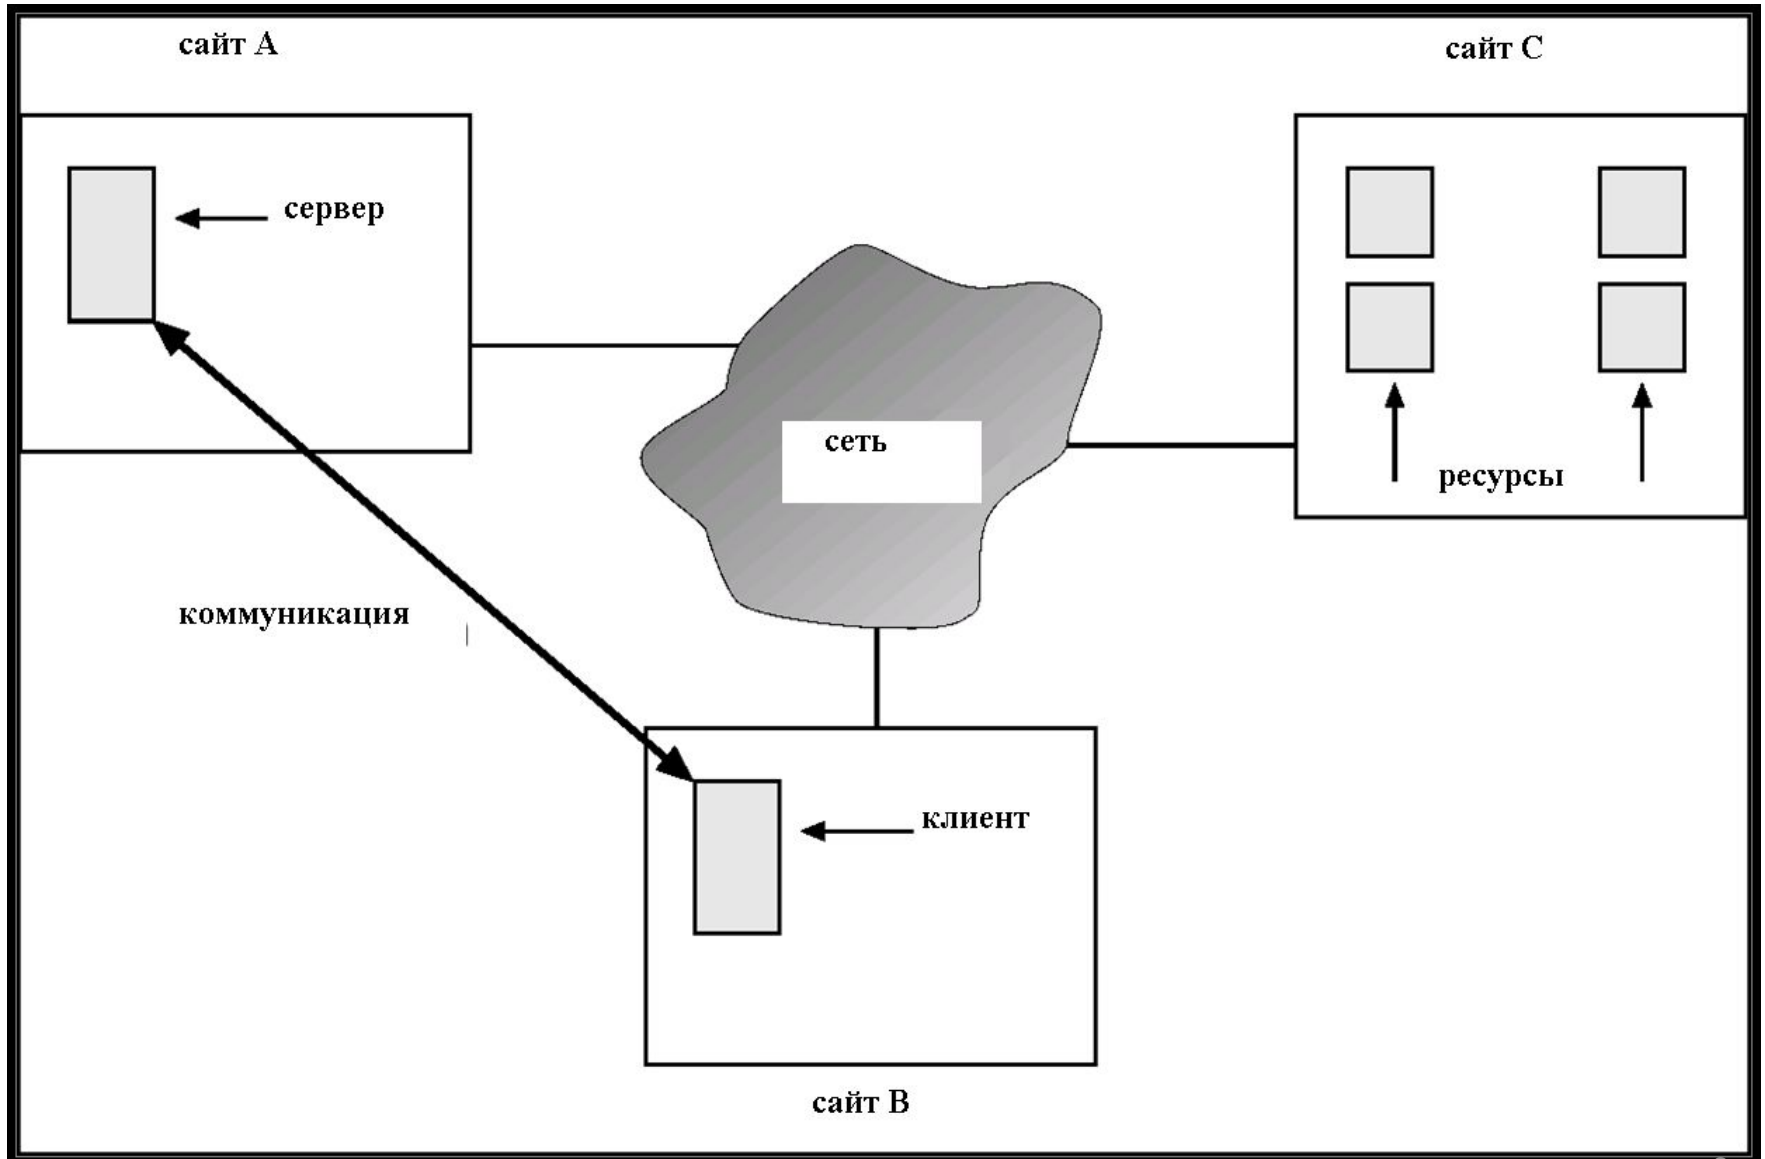 сайт A
сайт C
сервер
сеть
ресурсы
коммуникация
клиент
сайт B